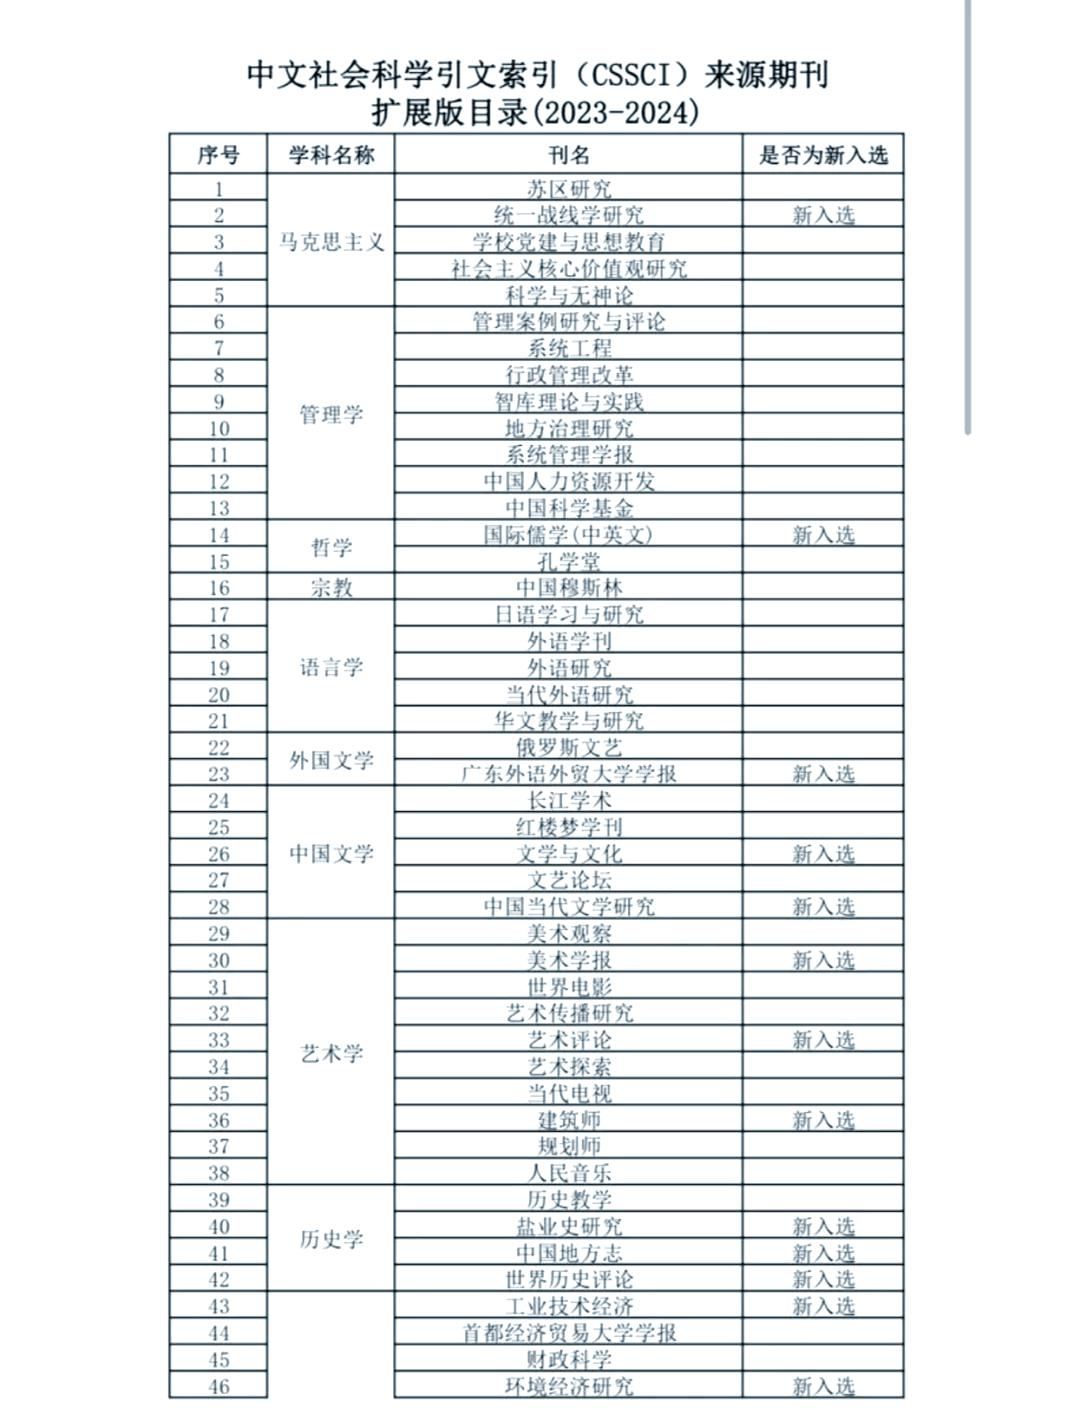 中文社会科学引文索引（CSSCI）来源期刊
扩展版目录(2023-2024)
序号 学科名称 刊名 是否为新入选
1 苏区研究
2 统一战线学研究 新入选
3 马克思主义 学校党建与思想教育
4 社会主义核心价值观研究
5 科学与无神论
6 管理案例研究与评论
7 系统工程
8 行政管理改革
9 智库理论与实践
管理学
10 地方治理研究
11 系统管理学报
12 中国人力资源开发
13 中国科学基金
14 国际儒学(中英文) 新入选
哲学
15 孔学堂
16 宗教 中国穆斯林
17 日语学习与研究
18 外语学刊
19 语言学 外语研究
20 当代外语研究
21 华文教学与研究
22 俄罗斯文艺
外国文学
23 广东外语外贸大学学报 新入选
24 长江学术
25 红楼梦学刊
26 中国文学 文学与文化 新入选
27 文艺论坛
28 中国当代文学研究 新入选
29 美术观察
30 美术学报 新入选
31 世界电影
32 艺术传播研究
33 艺术评论 新入选
艺术学
34 艺术探索
35 当代电视
36 建筑师 新入选
37 规划师
38 人民音乐
39 历史教学
40 盐业史研究 新入选
历史学
41 中国地方志 新入选
42 世界历史评论 新入选
43 工业技术经济 新入选
44 首都经济贸易大学学报
45 财政科学
46 环境经济研究 新入选